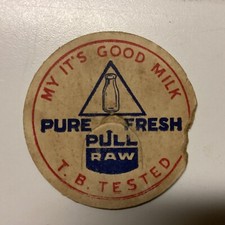 MY IT'S GOOD MILK
PURE FRESH
PULL
RAW
T. B. TESTED